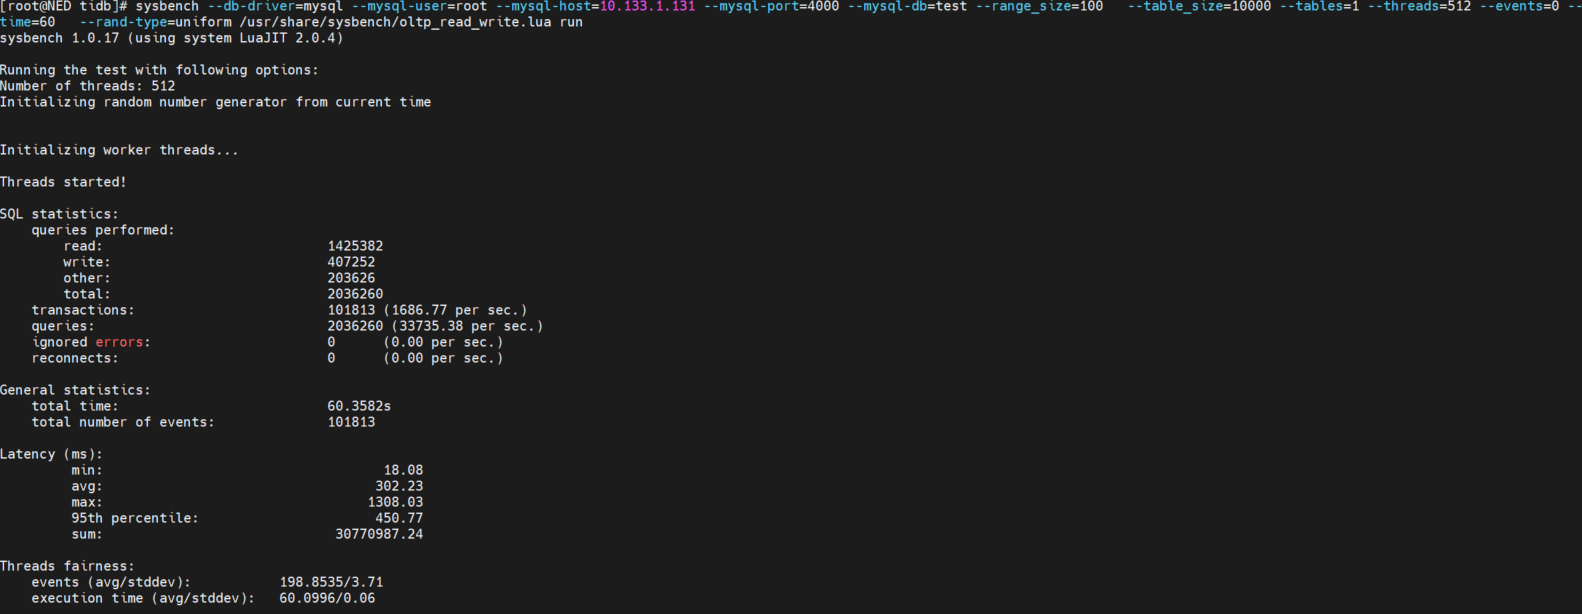 [root@NED tidb]# sysbench --db-driver=mysql --mysql-user=root --mysql-host=10.133.1.131 --mysql-port=4000 --mysql-db=test --range_size=100   --table_size=10000 --tables=1 --threads=512 --events=0 --
time=60   --rand-type=uniform /usr/share/sysbench/oltp_read_write.lua run
sysbench 1.0.17 (using system LuaJIT 2.0.4)
Running the test with following options:
Number of threads: 512
Initializing random number generator from current time
Initializing worker threads...
Threads started!
SQL statistics:
queries performed:
read: 1425382
write: 407252
other: 203626
total: 2036260
transactions: 101813 (1686.77 per sec.)
queries: 2036260 (33735.38 per sec.)
ignored errors: 0 (0.00 per sec.)
reconnects: 0 (0.00 per sec.)
General statistics:
total time: 60.3582s
total number of events: 101813
Latency (ms):
min: 18.08
avg: 302.23
max: 1308.03
95th percentile: 450.77
sum: 30770987.24
Threads fairness:
events (avg/stddev): 198.8535/3.71
execution time (avg/stddev): 60.0996/0.06